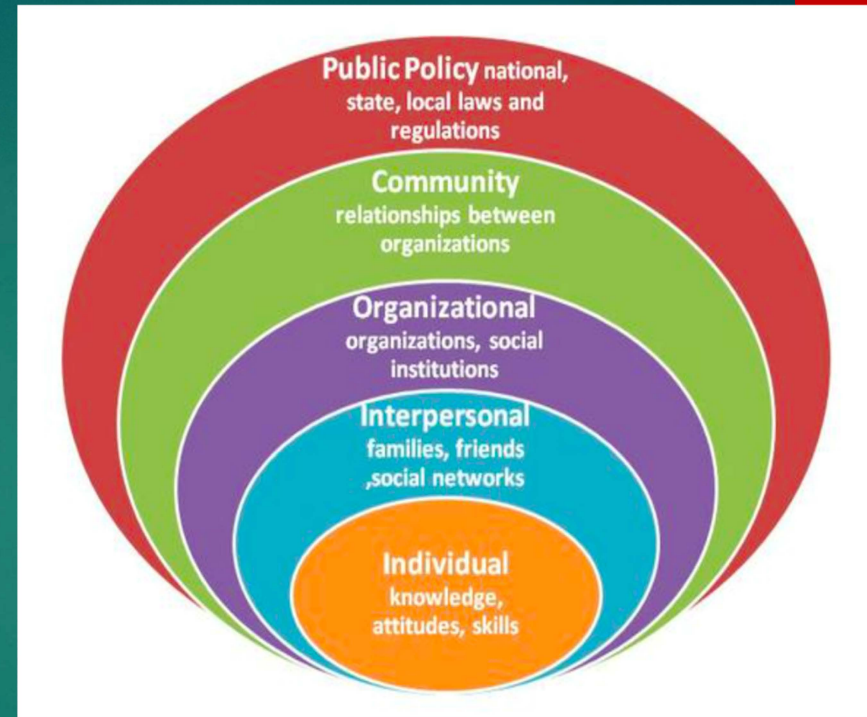 Public Policy national,
state, local laws and
regulations
Community
relationships between
organizations
Organizational
organizations, social
institutions
Interpersonal
families, friends
,social networks
Individual
knowledge,
attitudes, skills